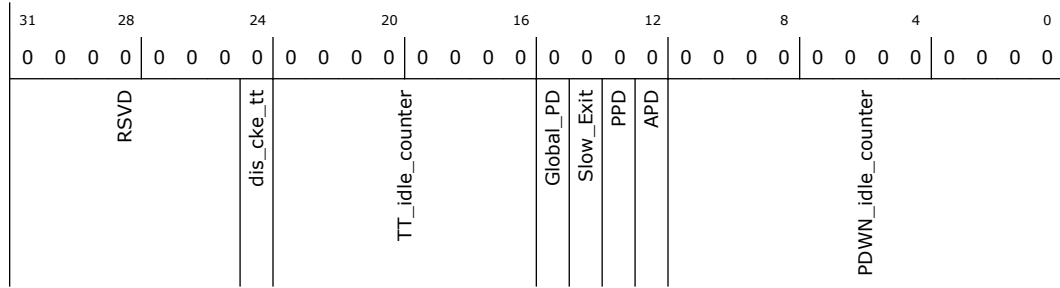 31 28 24 20 16 12 8 4 0
0 0 0 0 0 0 0 0 0 0 0 0 0 0 0 0 0 0 0 0 0 0 0 0 0 0 0 0 0 0 0 0
RSVD
dis_cke_tt
TT_idle_counter
Global_PD
Slow_Exit
PPD
APD
PDWN_idle_counter